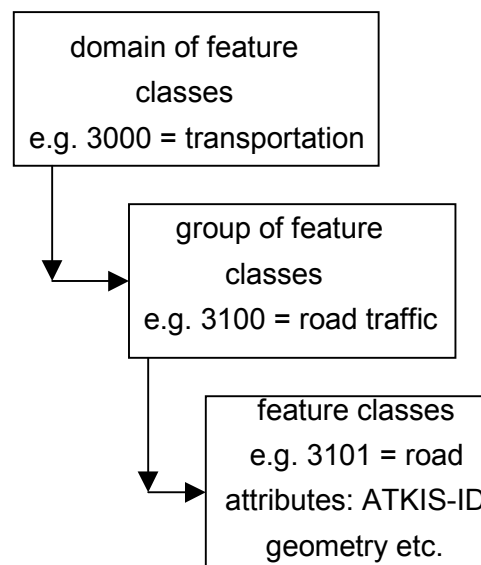 domain of feature
classes
e.g. 3000 = transportation
group of feature
classes
e.g. 3100 = road traffic
feature classes
e.g. 3101 = road
attributes: ATKIS-ID
geometry etc.